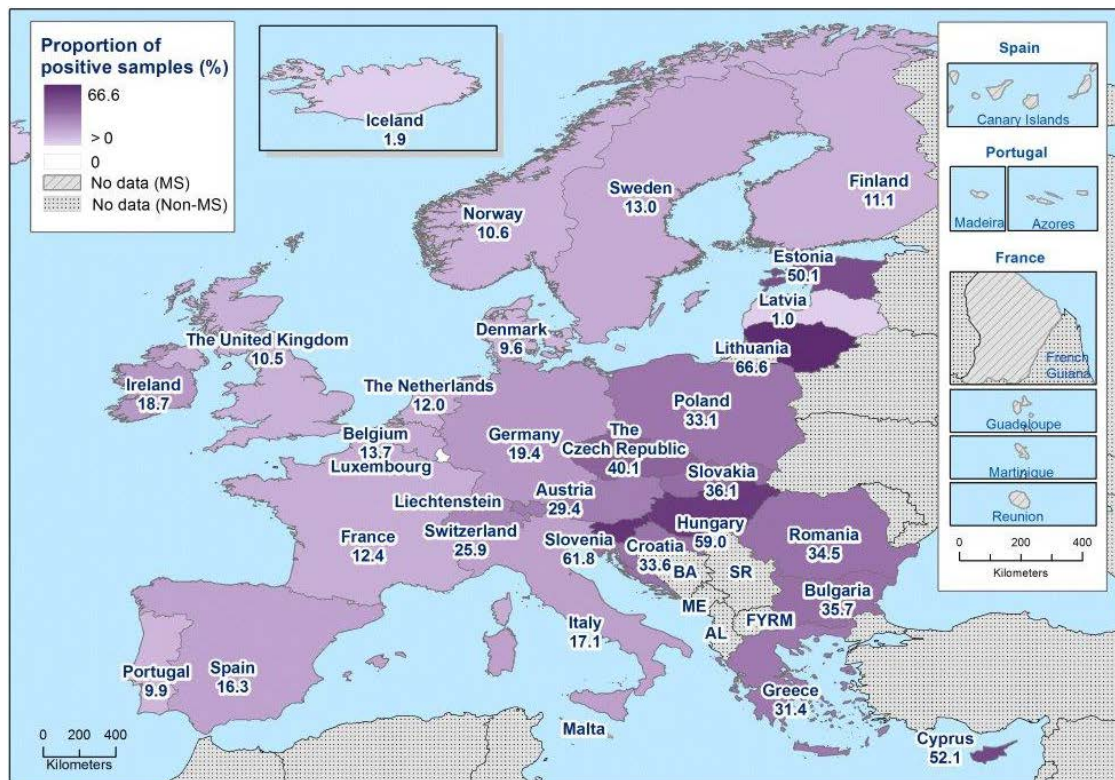 Proportion of
positive samples (%)
66.6
> 0
0
No data (MS)
No data (Non-MS)
Iceland
1.9
Norway
10.6
Sweden
13.0
Finland
11.1
Estonia
50.1
Latvia
1.0
Lithuania
66.6
Denmark
9.6
The United Kingdom
10.5
Ireland
18.7
The Netherlands
12.0
Belgium
13.7
Luxembourg
Germany
19.4
Poland
33.1
The
Czech Republic
40.1
Slovakia
36.1
Liechtenstein
Austria
29.4
Switzerland
25.9
France
12.4
Slovenia
61.8
Hungary
59.0
Croatia
33.6
Romania
34.5
BA
SR
Bulgaria
35.7
ME
FYRM
AL
Italy
17.1
Portugal
9.9
Spain
16.3
Greece
31.4
Malta
Cyprus
52.1
0 200 400
Kilometers
Spain
Canary Islands
Portugal
Madeira
Azores
France
French
Guiana
Guadeloupe
Martinique
Reunion
0 200 400
Kilometers